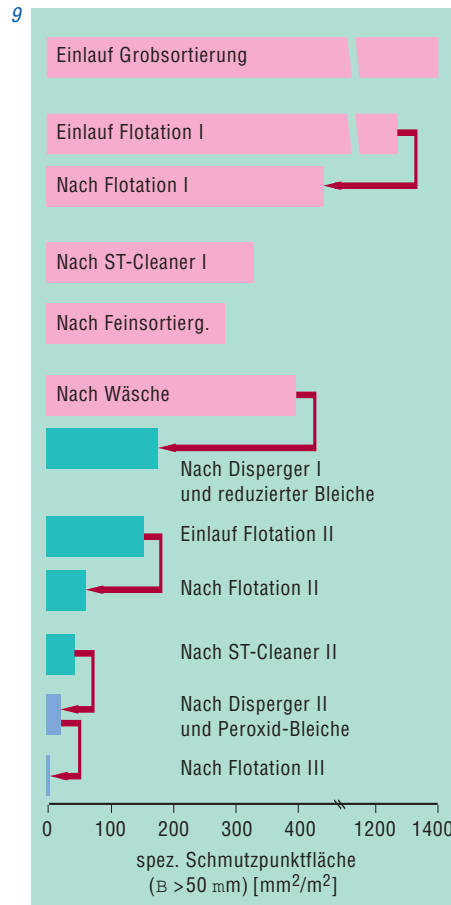 9
Einlauf Grobsortierung
Einlauf Flotation I
Nach Flotation I
Nach ST-Cleaner I
Nach Feinsortierg.
Nach Wäsche
Nach Disperger I
und reduzierter Bleiche
Einlauf Flotation II
Nach Flotation II
Nach ST-Cleaner II
Nach Disperger II
und Peroxid-Bleiche
Nach Flotation III
0 100 200 300 400 1200 1400
spez. Schmutzpunktfläche
(B >50 mm) [mm²/m²]